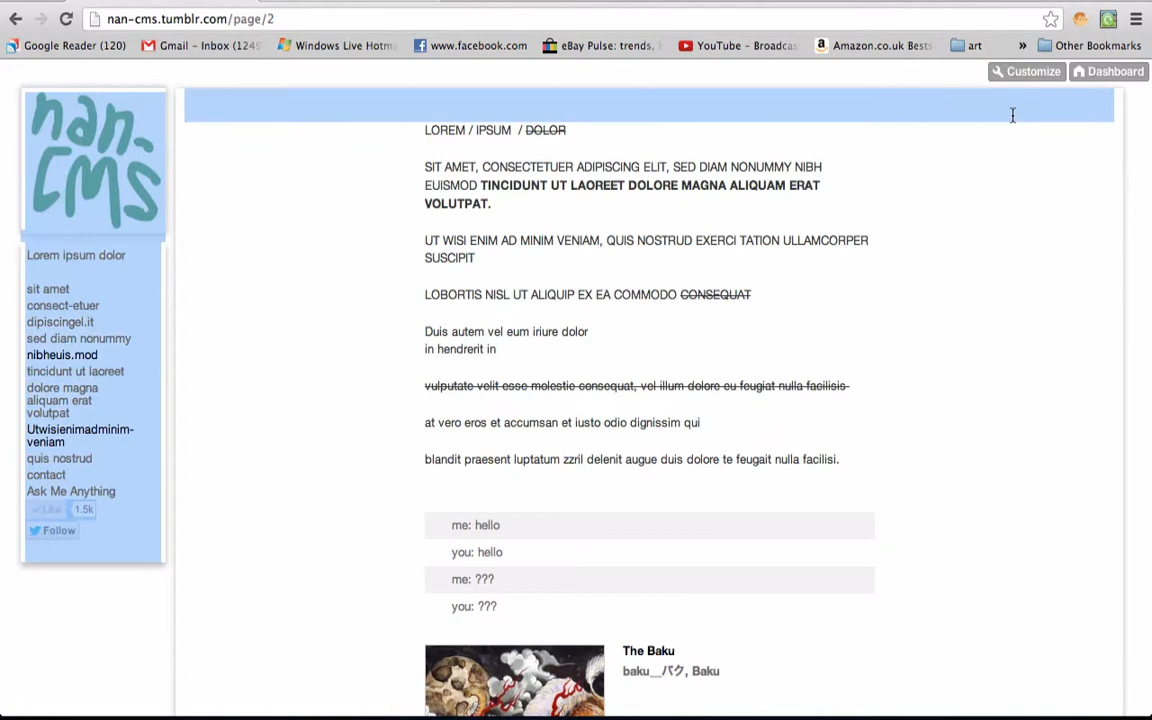 nan-cms.tumblr.com/page/2
Google Reader (120) Gmail - Inbox (124 Windows Live Hotm www.facebook.com eBay Pulse: trends, YouTube - Broadcas Amazon.co.uk Bests art » Other Bookmarks
Customize Dashboard
nan-
CMS
Lorem ipsum dolor
sit amet
consect-etuer
dipiscingel.it
sed diam nonummy
nibheuis.mod
tincidunt ut laoreet
dolore magna
aliquam erat
volutpat
Utwisienimadminim-
veniam
quis nostrud
contact
Ask Me Anything
Like 1.5k
Follow
LOREM / IPSUM / DOLOR
SIT AMET, CONSECTETUER ADIPISCING ELIT, SED DIAM NONUMMY NIBH
EUISMOD TINCIDUNT UT LAOREET DOLORE MAGNA ALIQUAM ERAT
VOLUTPAT.
UT WISI ENIM AD MINIM VENIAM, QUIS NOSTRUD EXERCI TATION ULLAMCORPER
SUSCIPIT
LOBORTIS NISL UT ALIQUIP EX EA COMMODO CONSEQUAT
Duis autem vel eum iriure dolor
in hendrerit in
vulputate velit esse molestie consequat, vel illum dolore eu feugiat nulla facilisis
at vero eros et accumsan et iusto odio dignissim qui
blandit praesent luptatum zzril delenit augue duis dolore te feugait nulla facilisi.
me: hello
you: hello
me: ???
you: ???
The Baku
baku__バク, Baku